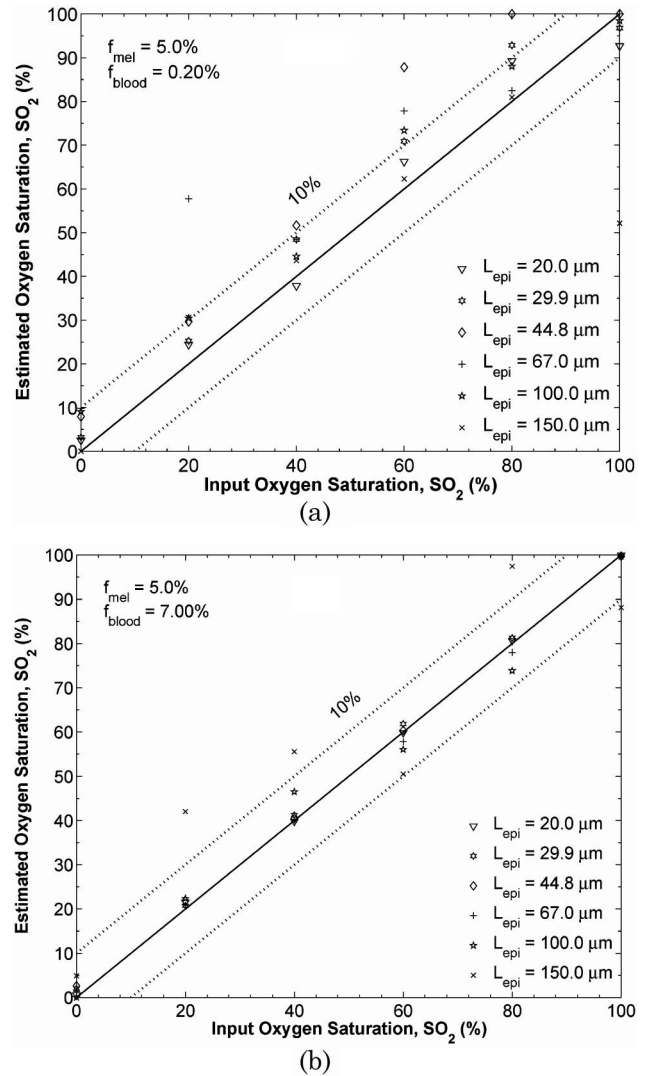 100
90
80
70
60
50
40
30
20
10
0
Estimated Oxygen Saturation, SO2 (%)
f_mel = 5.0%
f_blood = 0.20%
10%
L_epi = 20.0 μm
L_epi = 29.9 μm
L_epi = 44.8 μm
L_epi = 67.0 μm
L_epi = 100.0 μm
L_epi = 150.0 μm
0 20 40 60 80 100
Input Oxygen Saturation, SO2 (%)
(a)
100
90
80
70
60
50
40
30
20
10
0
Estimated Oxygen Saturation, SO2 (%)
f_mel = 5.0%
f_blood = 7.00%
10%
L_epi = 20.0 μm
L_epi = 29.9 μm
L_epi = 44.8 μm
L_epi = 67.0 μm
L_epi = 100.0 μm
L_epi = 150.0 μm
0 20 40 60 80 100
Input Oxygen Saturation, SO2 (%)
(b)